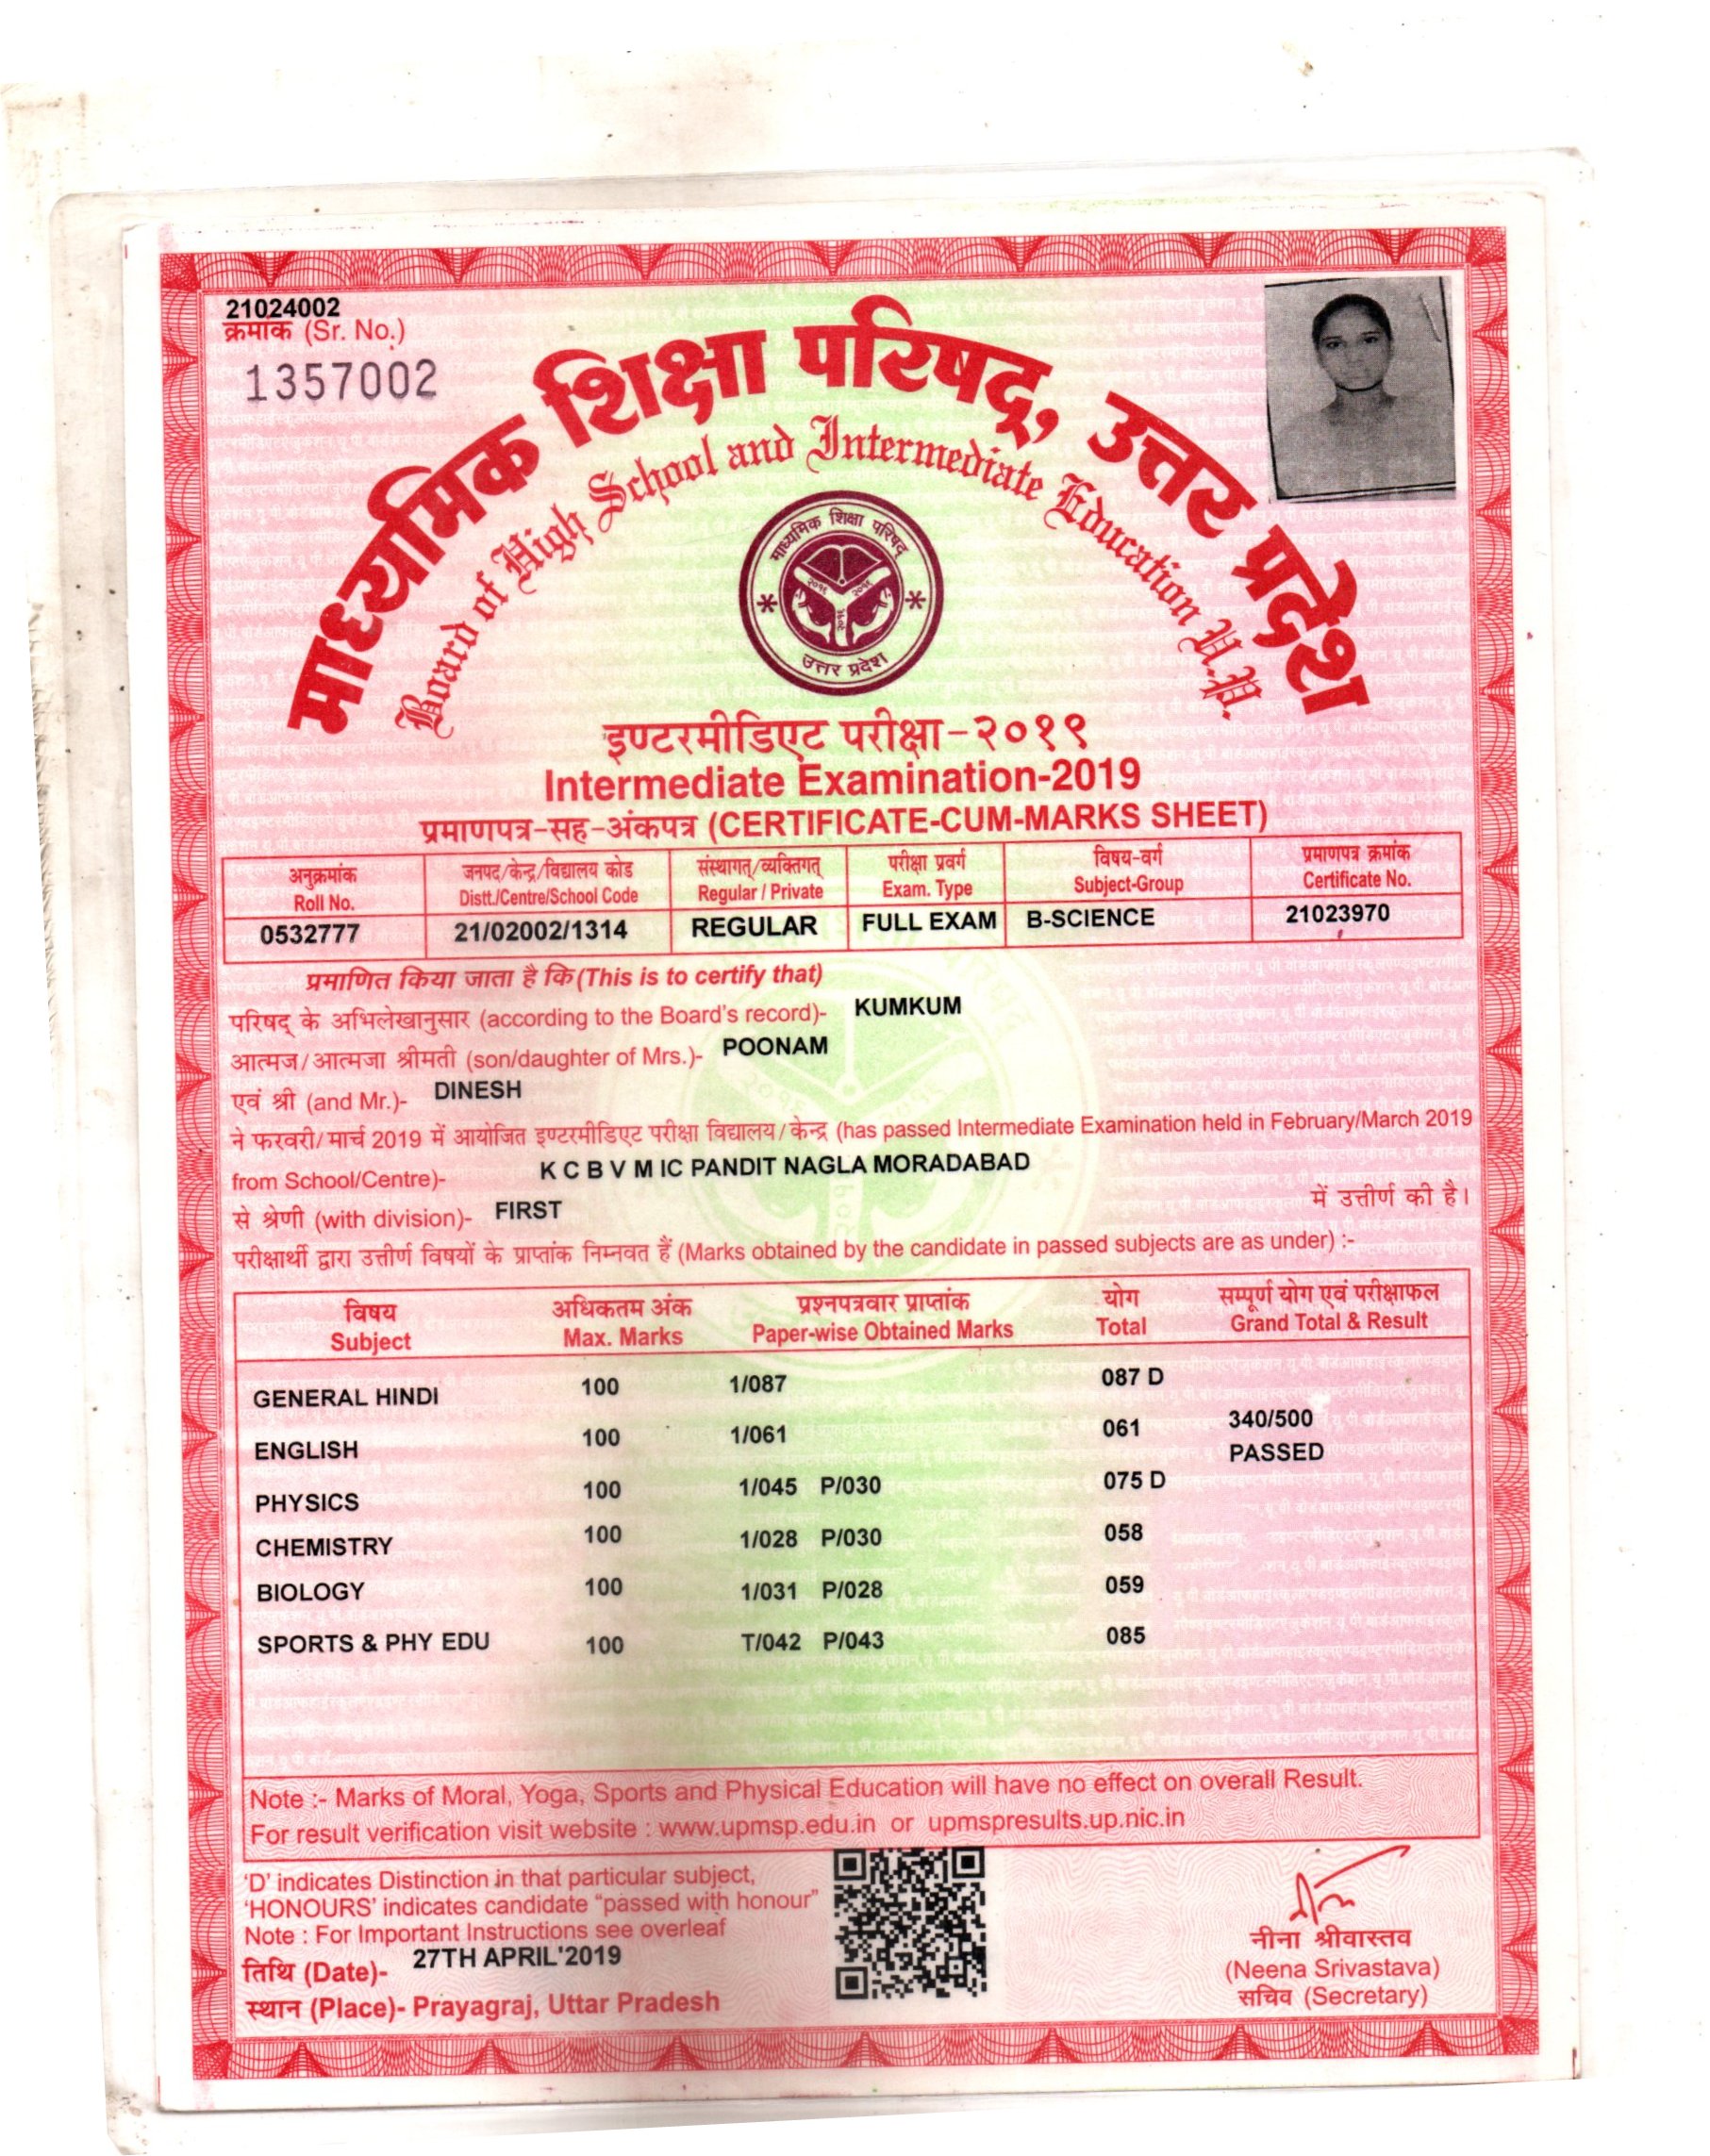 21024002
क्रमांक (Sr. No.)
1357002
माध्यमिक शिक्षा परिषद्, उत्तर प्रदेश
Board of High School and Intermediate Education U.P.
माध्यमिक शिक्षा परिषद्
२०१६ २०१६
उत्तर प्रदेश
इण्टरमीडिएट परीक्षा-२०१९
Intermediate Examination-2019
प्रमाणपत्र-सह-अंकपत्र (CERTIFICATE-CUM-MARKS SHEET)
अनुक्रमांक जनपद/केन्द्र/विद्यालय कोड संस्थागत्/व्यक्तिगत् परीक्षा प्रवर्ग विषय-वर्ग प्रमाणपत्र क्रमांक
Roll No. Distt./Centre/School Code Regular / Private Exam. Type Subject-Group Certificate No.
0532777 21/02002/1314 REGULAR FULL EXAM B-SCIENCE 21023970
प्रमाणित किया जाता है कि (This is to certify that)
परिषद् के अभिलेखानुसार (according to the Board's record)- KUMKUM
आत्मज/आत्मजा श्रीमती (son/daughter of Mrs.)- POONAM
एवं श्री (and Mr.)- DINESH
ने फरवरी/मार्च 2019 में आयोजित इण्टरमीडिएट परीक्षा विद्यालय/केन्द्र (has passed Intermediate Examination held in February/March 2019
from School/Centre)- K C B V M IC PANDIT NAGLA MORADABAD
से श्रेणी (with division)- FIRST में उत्तीर्ण की है।
परीक्षार्थी द्वारा उत्तीर्ण विषयों के प्राप्तांक निम्नवत हैं (Marks obtained by the candidate in passed subjects are as under) :-
विषय अधिकतम अंक प्रश्नपत्रवार प्राप्तांक योग सम्पूर्ण योग एवं परीक्षाफल
Subject Max. Marks Paper-wise Obtained Marks Total Grand Total & Result
GENERAL HINDI 100 1/087 087 D
340/500
ENGLISH 100 1/061 061
PASSED
PHYSICS 100 1/045 P/030 075 D
CHEMISTRY 100 1/028 P/030 058
BIOLOGY 100 1/031 P/028 059
SPORTS & PHY EDU 100 T/042 P/043 085
Note :- Marks of Moral, Yoga, Sports and Physical Education will have no effect on overall Result.
For result verification visit website : www.upmsp.edu.in or upmspresults.up.nic.in
'D' indicates Distinction in that particular subject,
'HONOURS' indicates candidate "passed with honour"
Note : For Important Instructions see overleaf
तिथि (Date)- 27TH APRIL'2019
स्थान (Place)- Prayagraj, Uttar Pradesh
नीना श्रीवास्तव
(Neena Srivastava)
सचिव (Secretary)